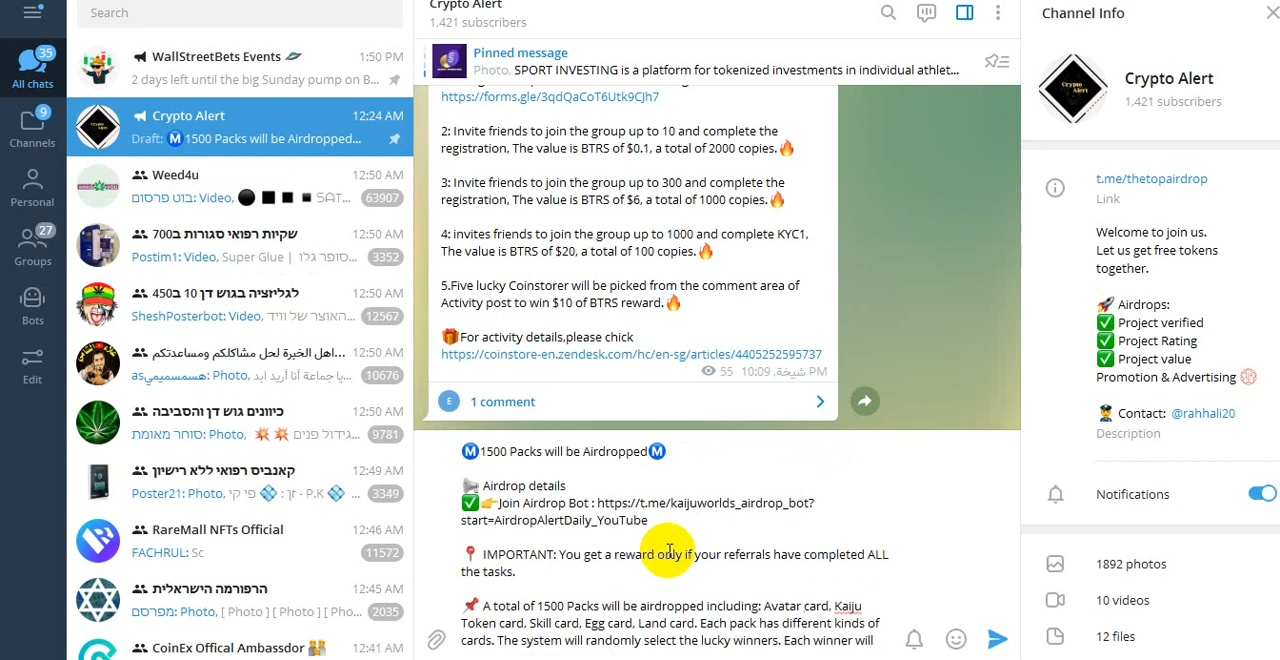 35
All chats
9
Channels
Personal
27
Groups
Bots
Edit
Search
WallStreetBets Events
1:50 PM
2 days left until the big Sunday pump on B...
Crypto Alert
12:24 AM
Draft: Ⓜ️1500 Packs will be Airdropped...
Weed4u
12:50 AM
בוט פרסום: Video,
63907
שקיות רפואי סגורות ב700
12:50 AM
Postim1: Video, Super Glue | סופר גלו ...
3352
לגליזציה בגוש דן 10 ב450
12:50 AM
SheshPosterbot: Video, האוצר של וויד...
12567
اهل الخبرة لحل مشاكلكم ومساعدتكم...
12:50 AM
10676
כיוונים גוש דן והסביבה
12:50 AM
סוחר מאומת: Photo, 💥 💥 גידול פנים...
9781
קאנביס רפואי ללא רישיון
12:49 AM
Poster21: Photo,
3349
RareMall NFTs Official
12:46 AM
FACHRUL: Sc
11572
הרפורמה הישראלית
12:45 AM
מפרסם: Photo, [ Photo ] [ Photo ] [ Pho...
2035
CoinEx Offical Ambassdor
12:41 AM
Crypto Alert
1,421 subscribers
Pinned message
Photo, SPORT INVESTING is a platform for tokenized investments in individual athlet...
https://forms.gle/3qdQaCoT6Utk9CJh7
2: Invite friends to join the group up to 10 and complete the
registration, The value is BTRS of $0.1, a total of 2000 copies.🔥
3: Invite friends to join the group up to 300 and complete the
registration, The value is BTRS of $6, a total of 1000 copies.🔥
4: invites friends to join the group up to 1000 and complete KYC1,
The value is BTRS of $20, a total of 100 copies.🔥
5.Five lucky Coinstorer will be picked from the comment area of
Activity post to win $10 of BTRS reward.🔥
🎁For activity details,please chick
https://coinstore-en.zendesk.com/hc/en-sg/articles/4405252595737
55
10:09 PM
E
1 comment
Ⓜ️1500 Packs will be Airdropped Ⓜ️
Airdrop details
✅👉Join Airdrop Bot : https://t.me/kaijuworlds_airdrop_bot?
start=AirdropAlertDaily_YouTube
📍 IMPORTANT: You get a reward only if your referrals have completed ALL
the tasks.
📌 A total of 1500 Packs will be airdropped including: Avatar card, Kaiju
Token card, Skill card, Egg card, Land card. Each pack has different kinds of
cards. The system will randomly select the lucky winners. Each winner will
Channel Info
Crypto Alert
Crypto Alert
1,421 subscribers
t.me/thetopairdrop
Link
Welcome to join us.
Let us get free tokens
together.
🚀 Airdrops:
✅ Project verified
✅ Project Rating
✅ Project value
Promotion & Advertising
Contact: @rahhali20
Description
Notifications
1892 photos
10 videos
12 files